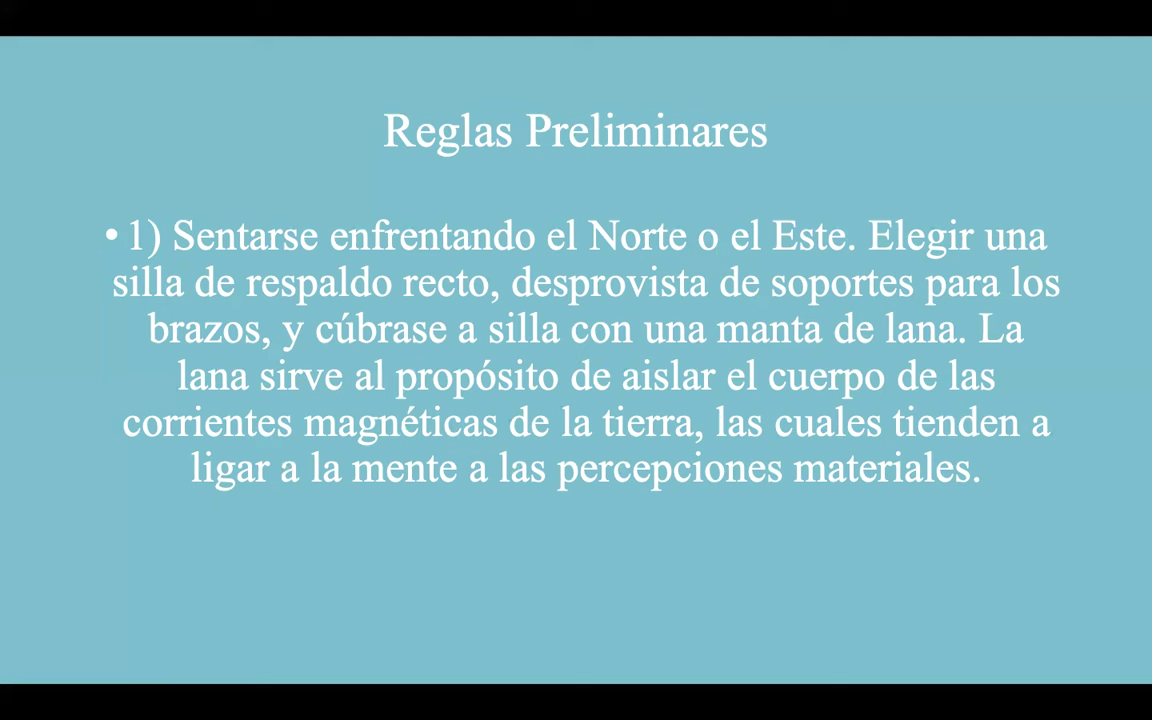 Reglas Preliminares
• 1) Sentarse enfrentando el Norte o el Este. Elegir una
silla de respaldo recto, desprovista de soportes para los
brazos, y cúbrase a silla con una manta de lana. La
lana sirve al propósito de aislar el cuerpo de las
corrientes magnéticas de la tierra, las cuales tienden a
ligar a la mente a las percepciones materiales.